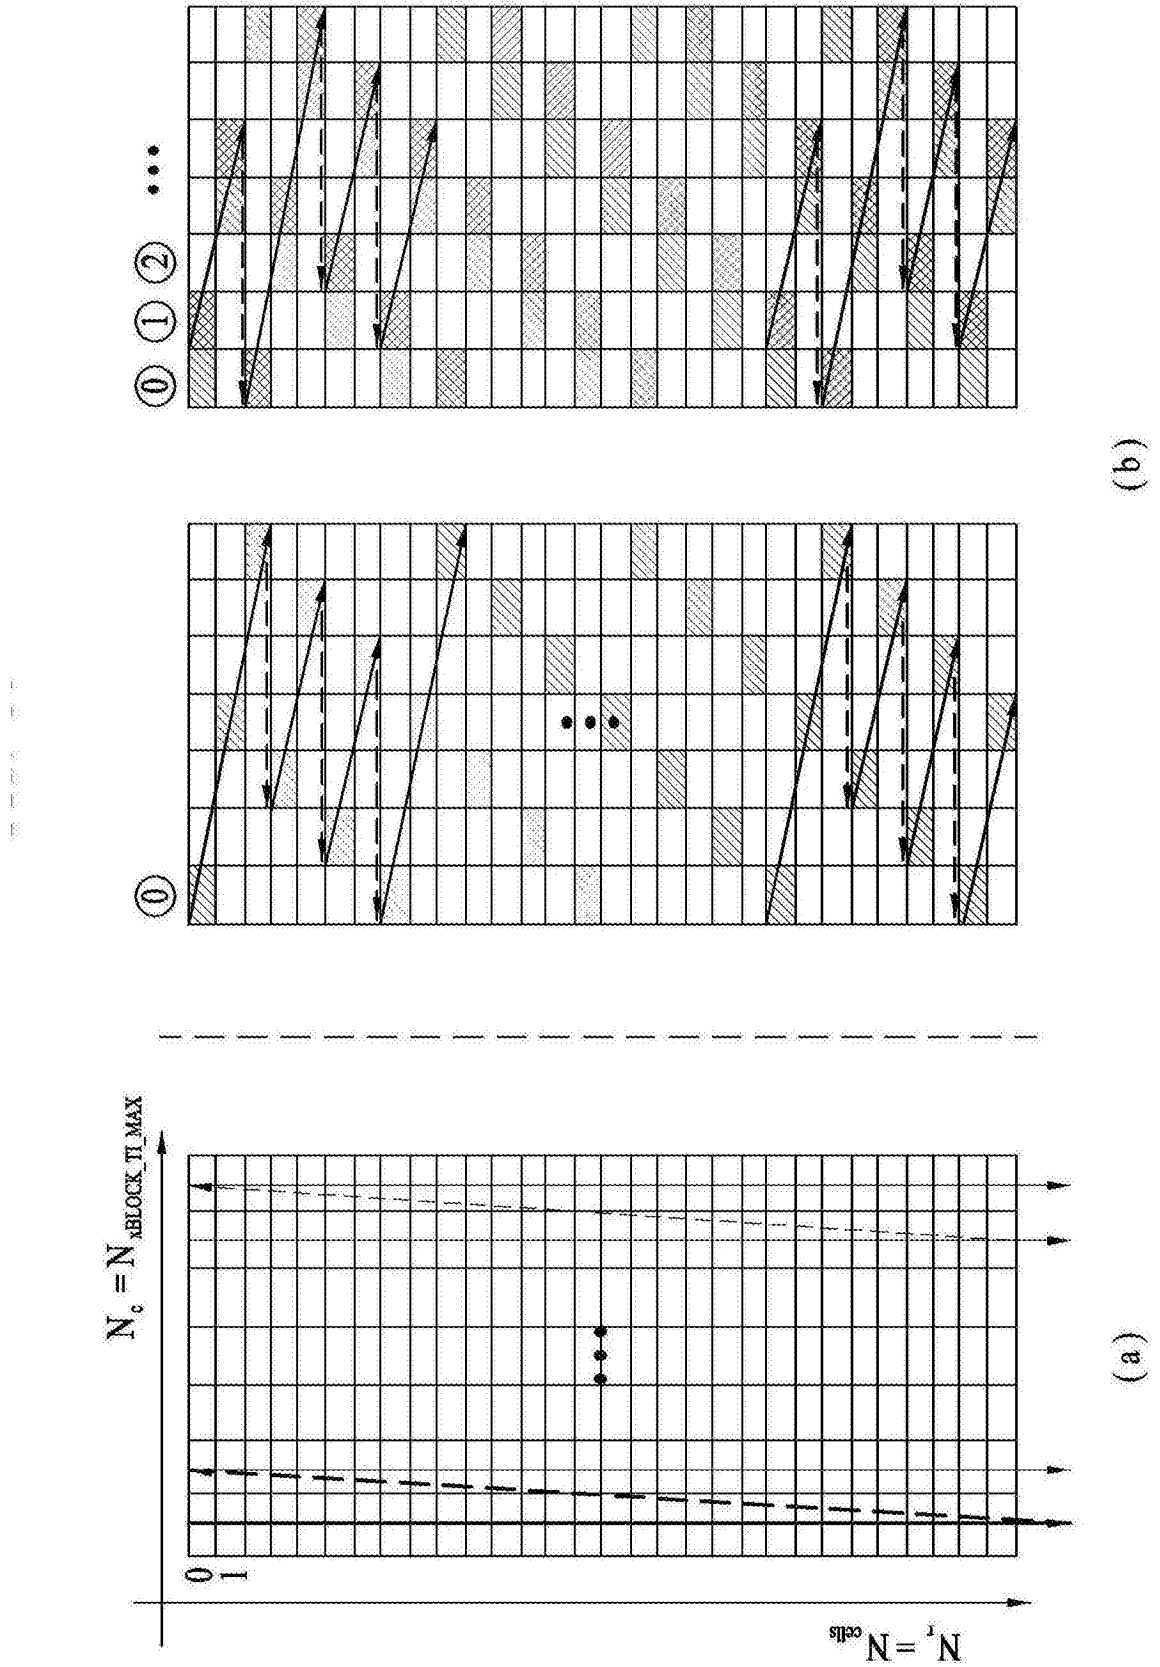 N_c = N_xBLOCK_TI_MAX
0
1
N_r = N_cells
(a)
0
0 1 2 •••
(b)